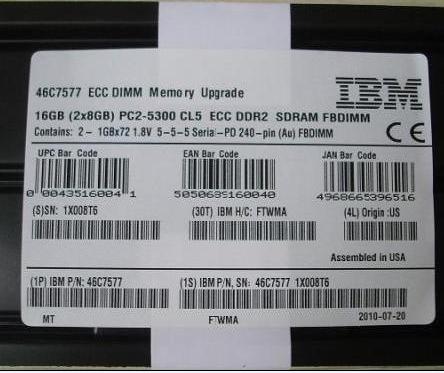 46C7577 ECC DIMM Memory Upgrade
IBM
16GB (2x8GB) PC2-5300 CL5 ECC DDR2 SDRAM FBDIMM
Contains: 2- 1GBx72 1.8V 5-5-5 Serial-PD 240-pin (Au) FBDIMM
CE
UPC Bar Code EAN Bar Code JAN Bar Code
0 0043516004 1 5050639160040 4968665396516
(S)SN: 1X008T6 (30T) IBM H/C: FTWMA (4L) Origin :US
Assembled in USA
(1P) IBM P/N: 46C7577 (1S) IBM P/N, SN: 46C7577 1X008T6
MT FTWMA 2010-07-20